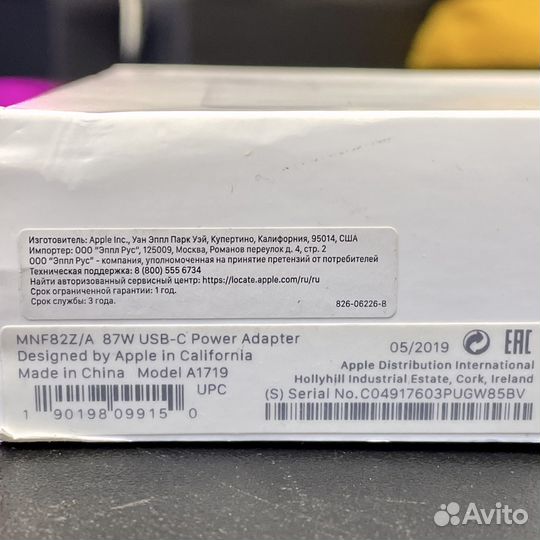 Изготовитель: Apple Inc., Уан Эппл Парк Уэй, Купертино, Калифорния, 95014, США
Импортер: ООО "Эппл Рус", 125009, Москва, Романов переулок д. 4, стр. 2
ООО "Эппл Рус" - компания, уполномоченная на принятие претензий от потребителей
Техническая поддержка: 8 (800) 555 6734
Найти авторизованный сервисный центр: https://locate.apple.com/ru/ru
Срок ограниченной гарантии: 1 год.
Срок службы: 3 года.
826-06226-B
MNF82Z/A 87W USB-C Power Adapter
Designed by Apple in California
Made in China Model A1719
UPC
1 90198 09915 0
05/2019
EAC
Apple Distribution International
Hollyhill Industrial Estate, Cork, Ireland
(S) Serial No. C04917603PUGW85BV
Avito